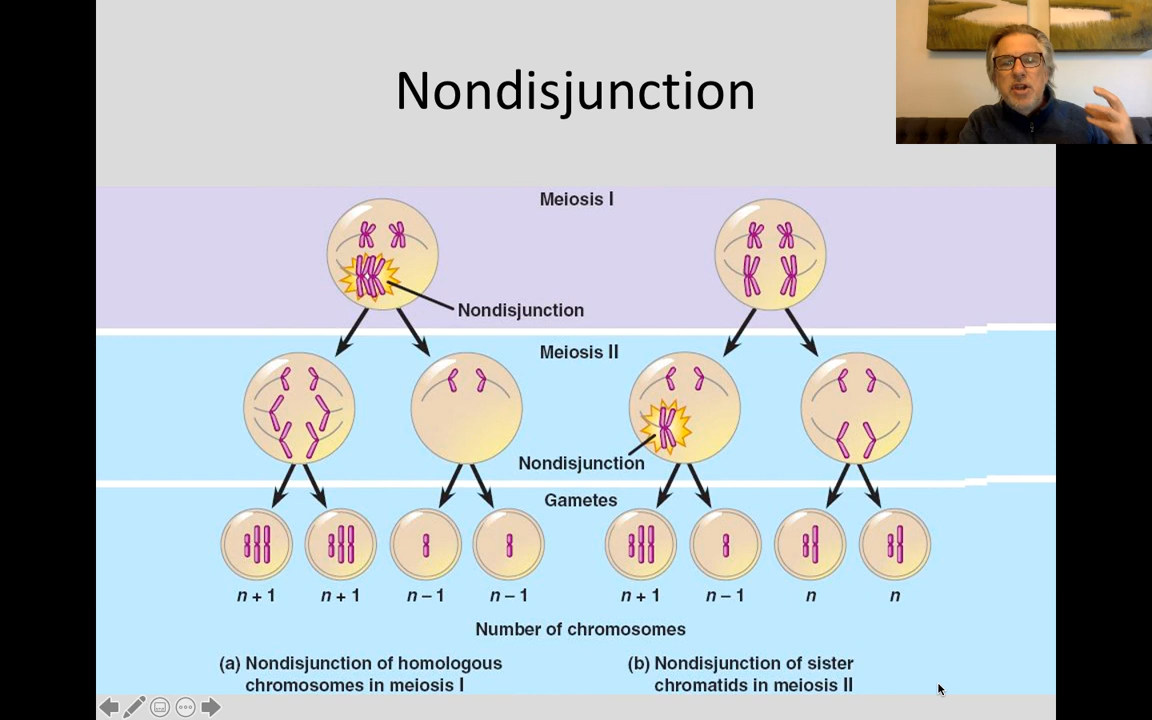 Nondisjunction
Meiosis I
Nondisjunction
Meiosis II
Nondisjunction
Gametes
n + 1
n + 1
n – 1
n – 1
n + 1
n – 1
n
n
Number of chromosomes
(a) Nondisjunction of homologous
chromosomes in meiosis I
(b) Nondisjunction of sister
chromatids in meiosis II